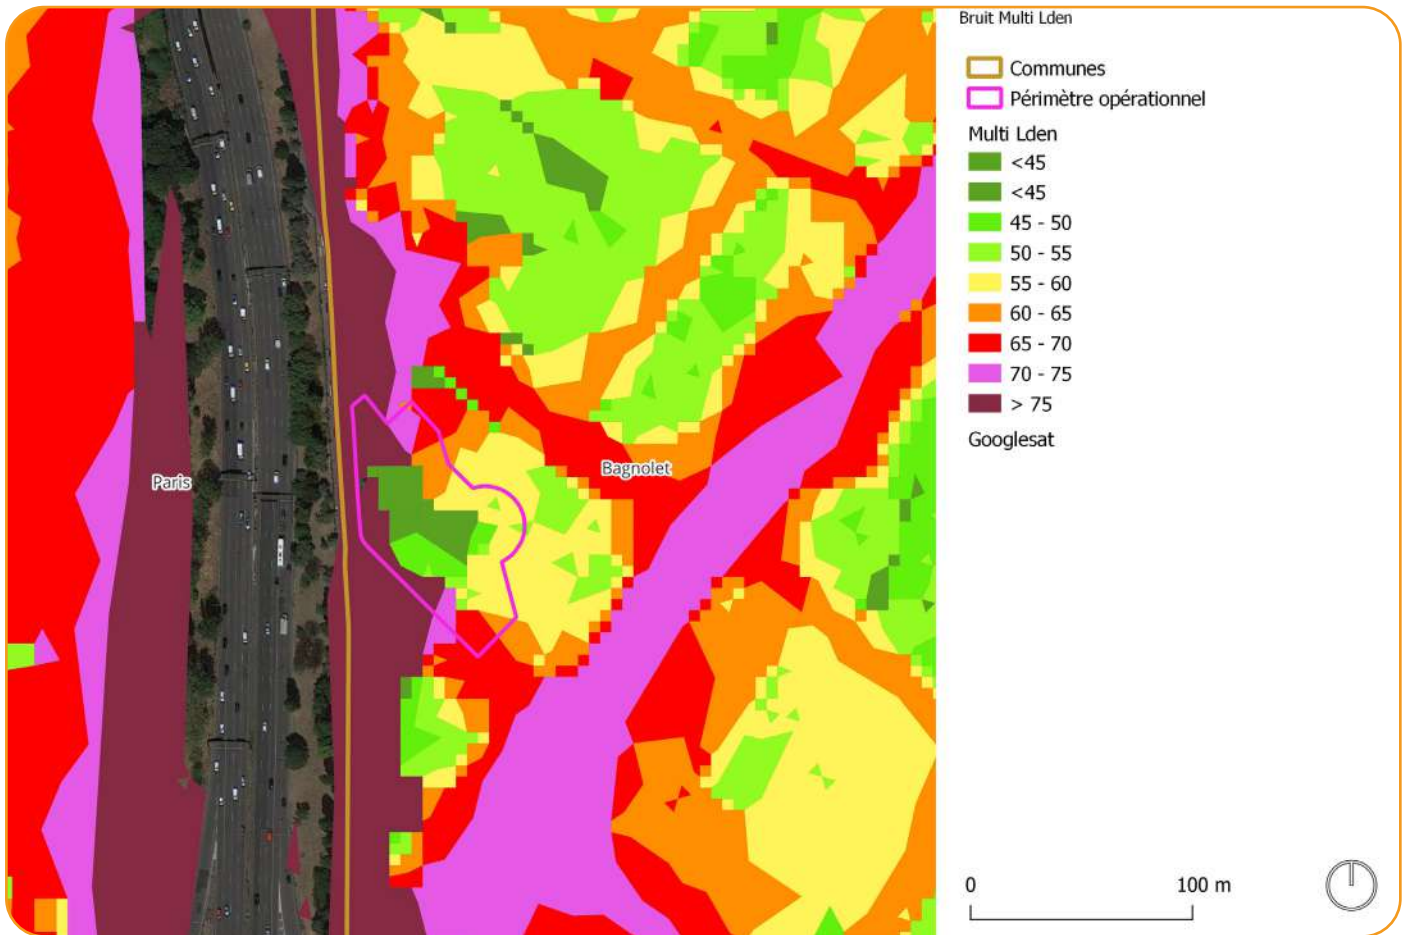 Bruit Multi Lden
Communes
Périmètre opérationnel
Multi Lden
<45
<45
45 - 50
50 - 55
55 - 60
60 - 65
65 - 70
70 - 75
> 75
Googlesat
Bagnolet
Paris
0
100 m